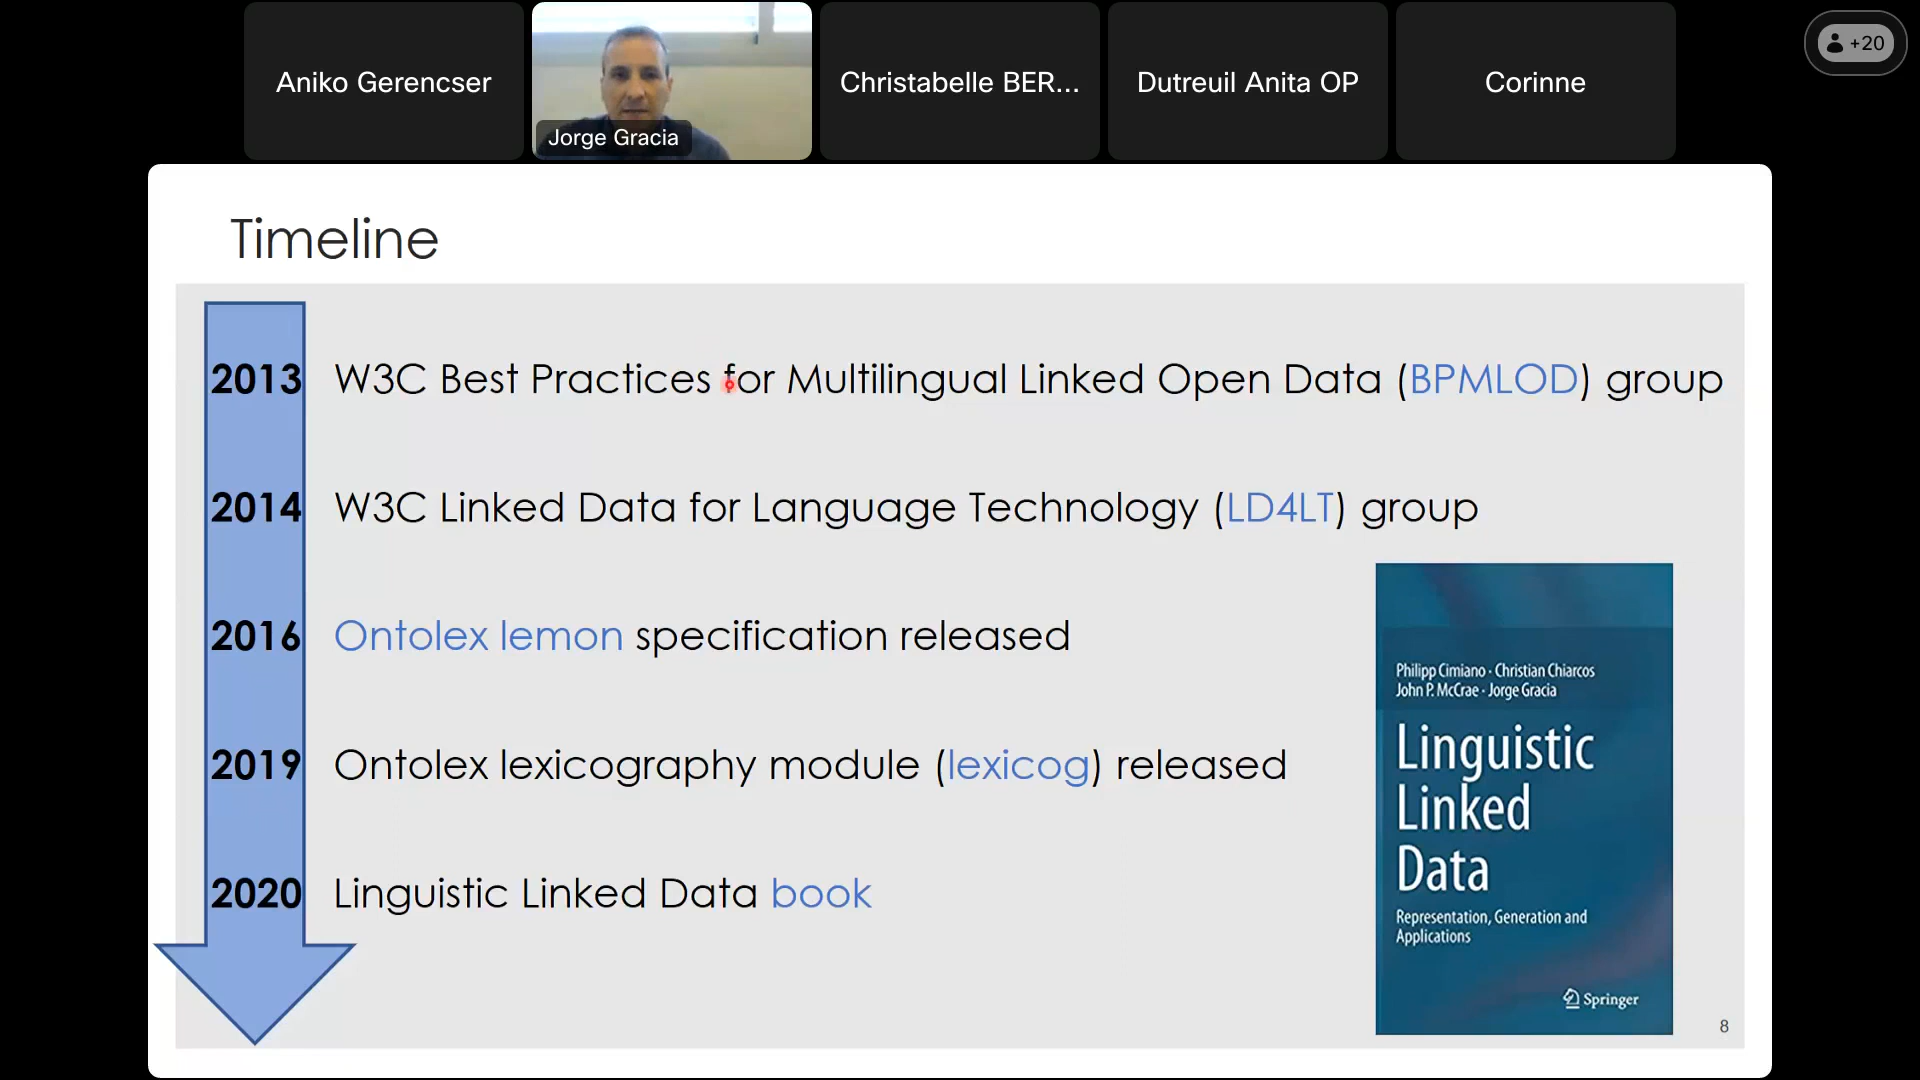 Aniko Gerencser
Jorge Gracia
Christabelle BER...
Dutreuil Anita OP
Corinne
+20
Timeline
2013 W3C Best Practices for Multilingual Linked Open Data (BPMLOD) group
2014 W3C Linked Data for Language Technology (LD4LT) group
2016 Ontolex lemon specification released
2019 Ontolex lexicography module (lexicog) released
2020 Linguistic Linked Data book
Philipp Cimiano · Christian Chiarcos
John P. McCrae · Jorge Gracia
Linguistic
Linked
Data
Representation, Generation and
Applications
Springer
8